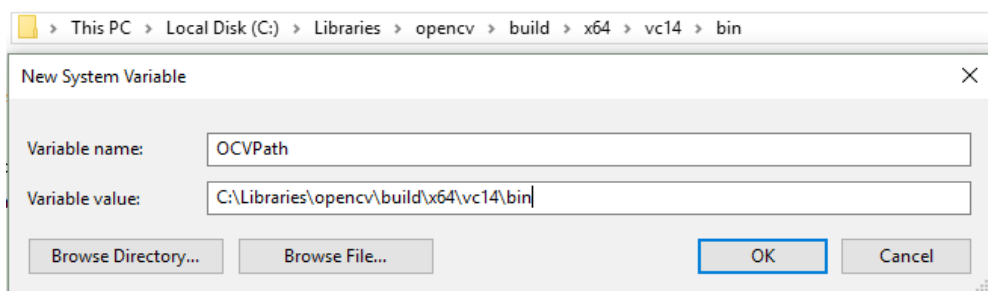 This PC > Local Disk (C:) > Libraries > opencv > build > x64 > vc14 > bin
New System Variable
Variable name: OCVPath
Variable value: C:\Libraries\opencv\build\x64\vc14\bin
Browse Directory... Browse File... OK Cancel